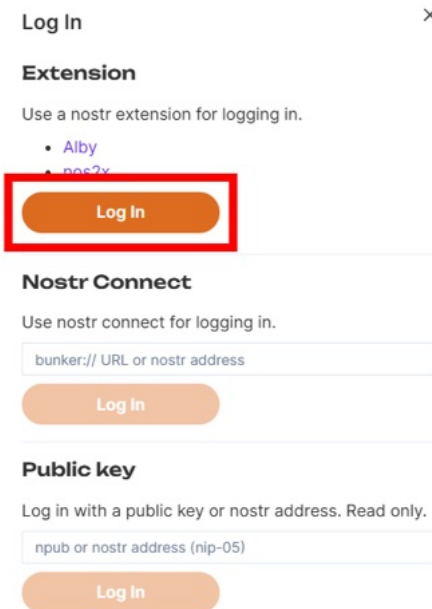 Log In
Extension
Use a nostr extension for logging in.
Alby
nos2x
Log In
Nostr Connect
Use nostr connect for logging in.
bunker:// URL or nostr address
Log In
Public key
Log in with a public key or nostr address. Read only.
npub or nostr address (nip-05)
Log In